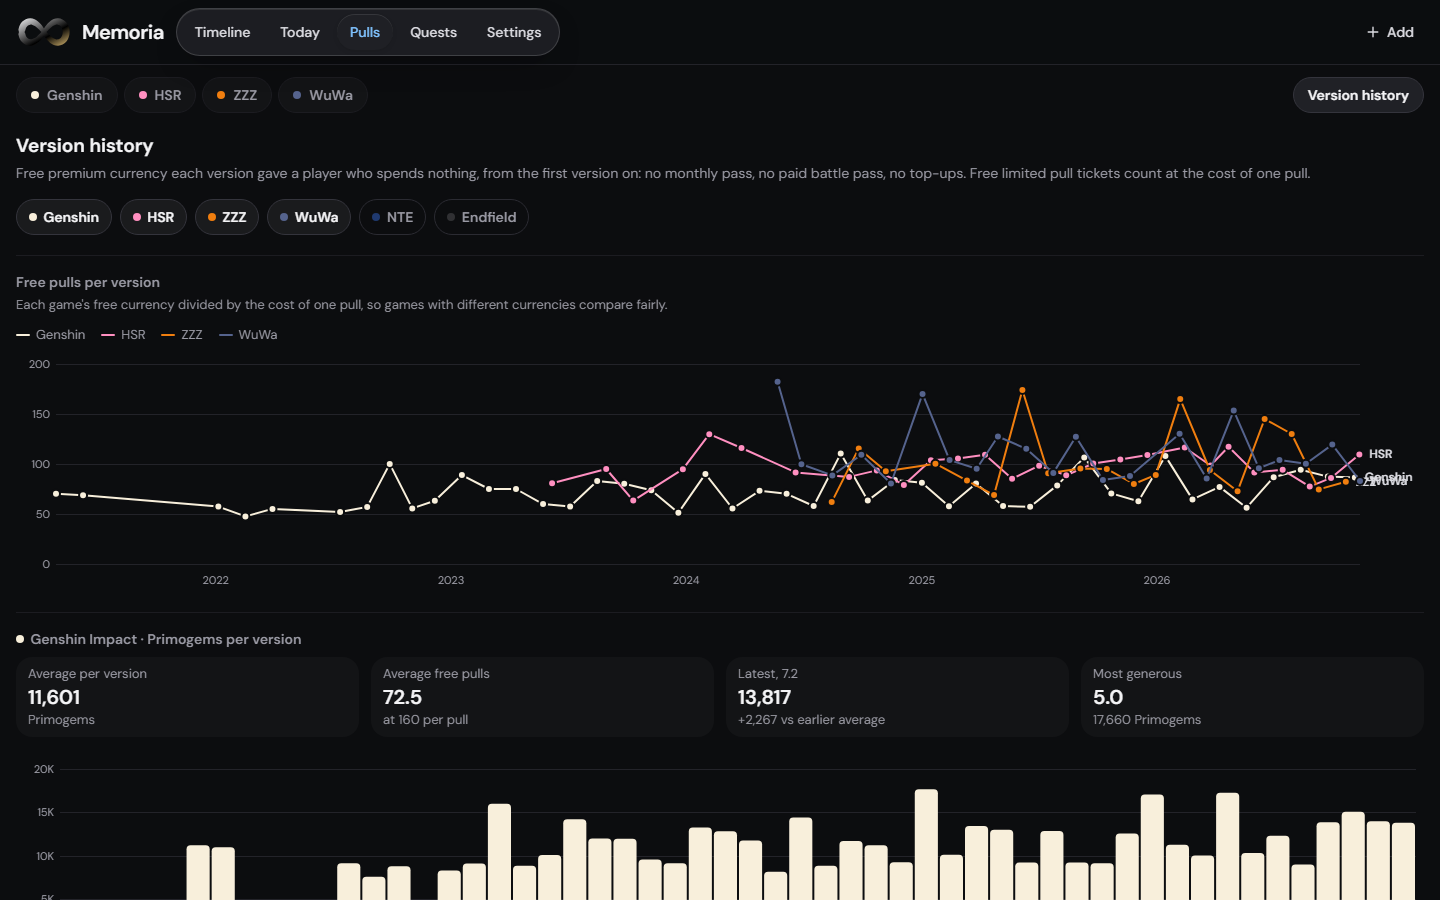 Memoria
Timeline
Today
Pulls
Quests
Settings
+ Add
Genshin
HSR
ZZZ
WuWa
Version history
Version history
Free premium currency each version gave a player who spends nothing, from the first version on: no monthly pass, no paid battle pass, no top-ups. Free limited pull tickets count at the cost of one pull.
Genshin
HSR
ZZZ
WuWa
NTE
Endfield
Free pulls per version
Each game's free currency divided by the cost of one pull, so games with different currencies compare fairly.
Genshin
HSR
ZZZ
WuWa
200
150
100
50
0
HSR
Genshin
WuWa
2022
2023
2024
2025
2026
Genshin Impact · Primogems per version
Average per version
11,601
Primogems
Average free pulls
72.5
at 160 per pull
Latest, 7.2
13,817
+2,267 vs earlier average
Most generous
5.0
17,660 Primogems
20K
15K
10K
5K